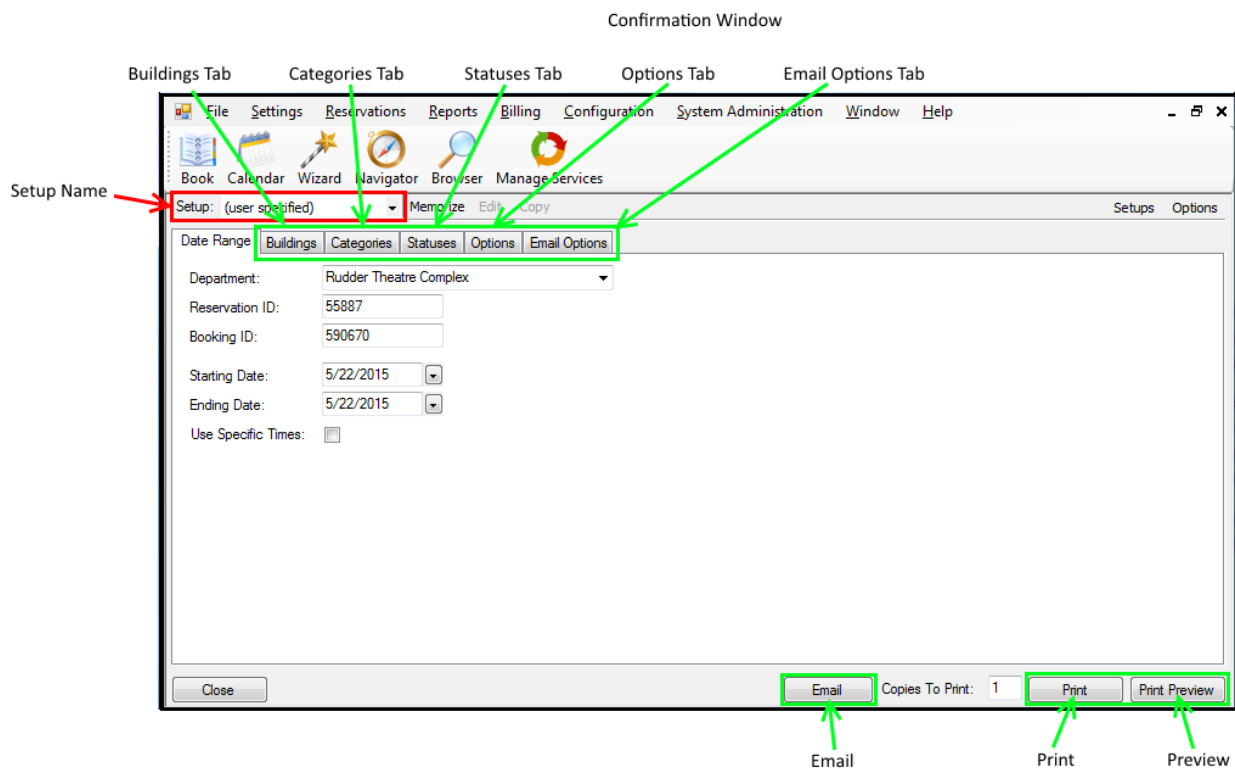 Confirmation Window
Buildings Tab Categories Tab Statuses Tab Options Tab Email Options Tab
File Settings Reservations Reports Billing Configuration System Administration Window Help
Book Calendar Wizard Navigator Browser Manage Services
Setup Name
Setup: (user specified) Memorize Edit Copy Setups Options
Date Range Buildings Categories Statuses Options Email Options
Department: Rudder Theatre Complex
Reservation ID: 55887
Booking ID: 590670
Starting Date: 5/22/2015
Ending Date: 5/22/2015
Use Specific Times:
Close Email Copies To Print: 1 Print Print Preview
Email Print Preview